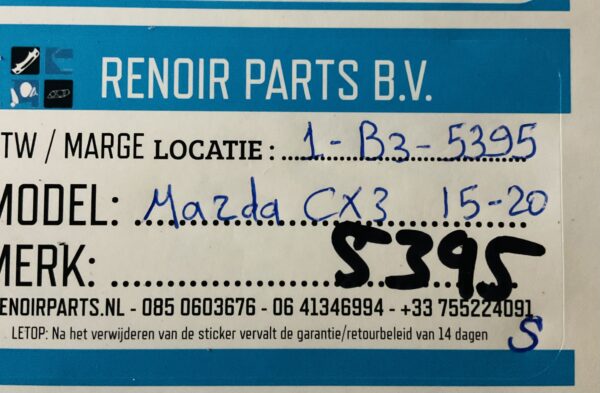 RENOIR PARTS B.V.
TW / MARGE LOCATIE: 1-B3-5395
MODEL: Mazda CX3 15-20
MERK: 5395
ENOIRPARTS.NL - 085 0603676 - 06 41346994 - +33 755224091
LETOP: Na het verwijderen van de sticker vervalt de garantie/retourbeleid van 14 dagen
S